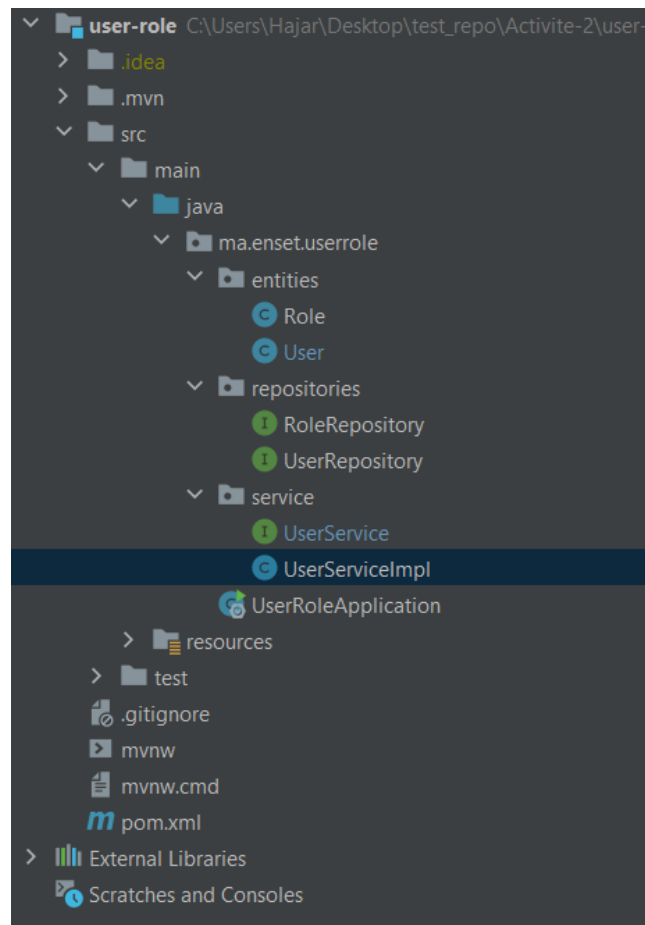 user-role C:\Users\Hajar\Desktop\test_repo\Activite-2\user-
.idea
.mvn
src
main
java
ma.enset.userrole
entities
C Role
C User
repositories
I RoleRepository
I UserRepository
service
I UserService
C UserServiceImpl
UserRoleApplication
resources
test
.gitignore
mvnw
mvnw.cmd
m pom.xml
External Libraries
Scratches and Consoles